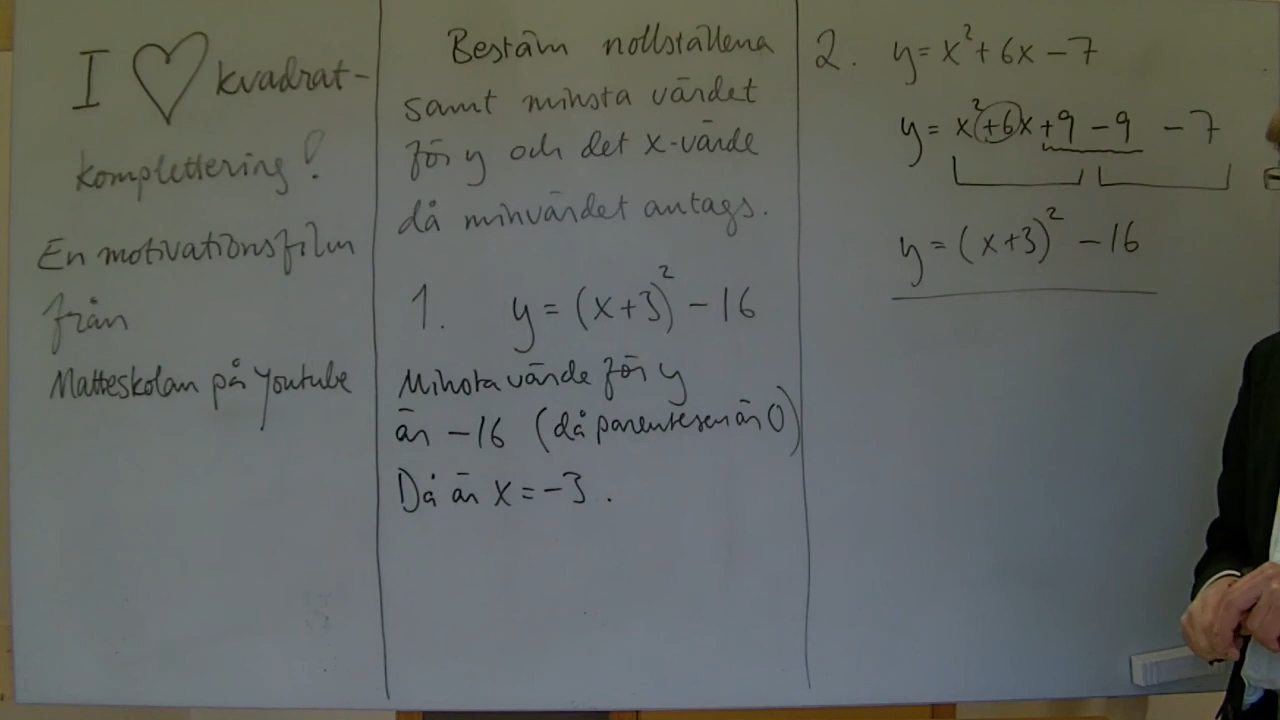 I ♡ kvadrat-
komplettering!
En motivationsfilm
från
Matteskolan på Youtube
Bestäm nollställena
samt minsta värdet
för y och det x-värde
då minvärdet antags.
1. y = (x+3)² - 16
Minsta värde för y
är -16 (då parentesen är 0)
Då är x = -3.
2. y = x² + 6x - 7
y = x² + 6x + 9 - 9 - 7
y = (x+3)² - 16